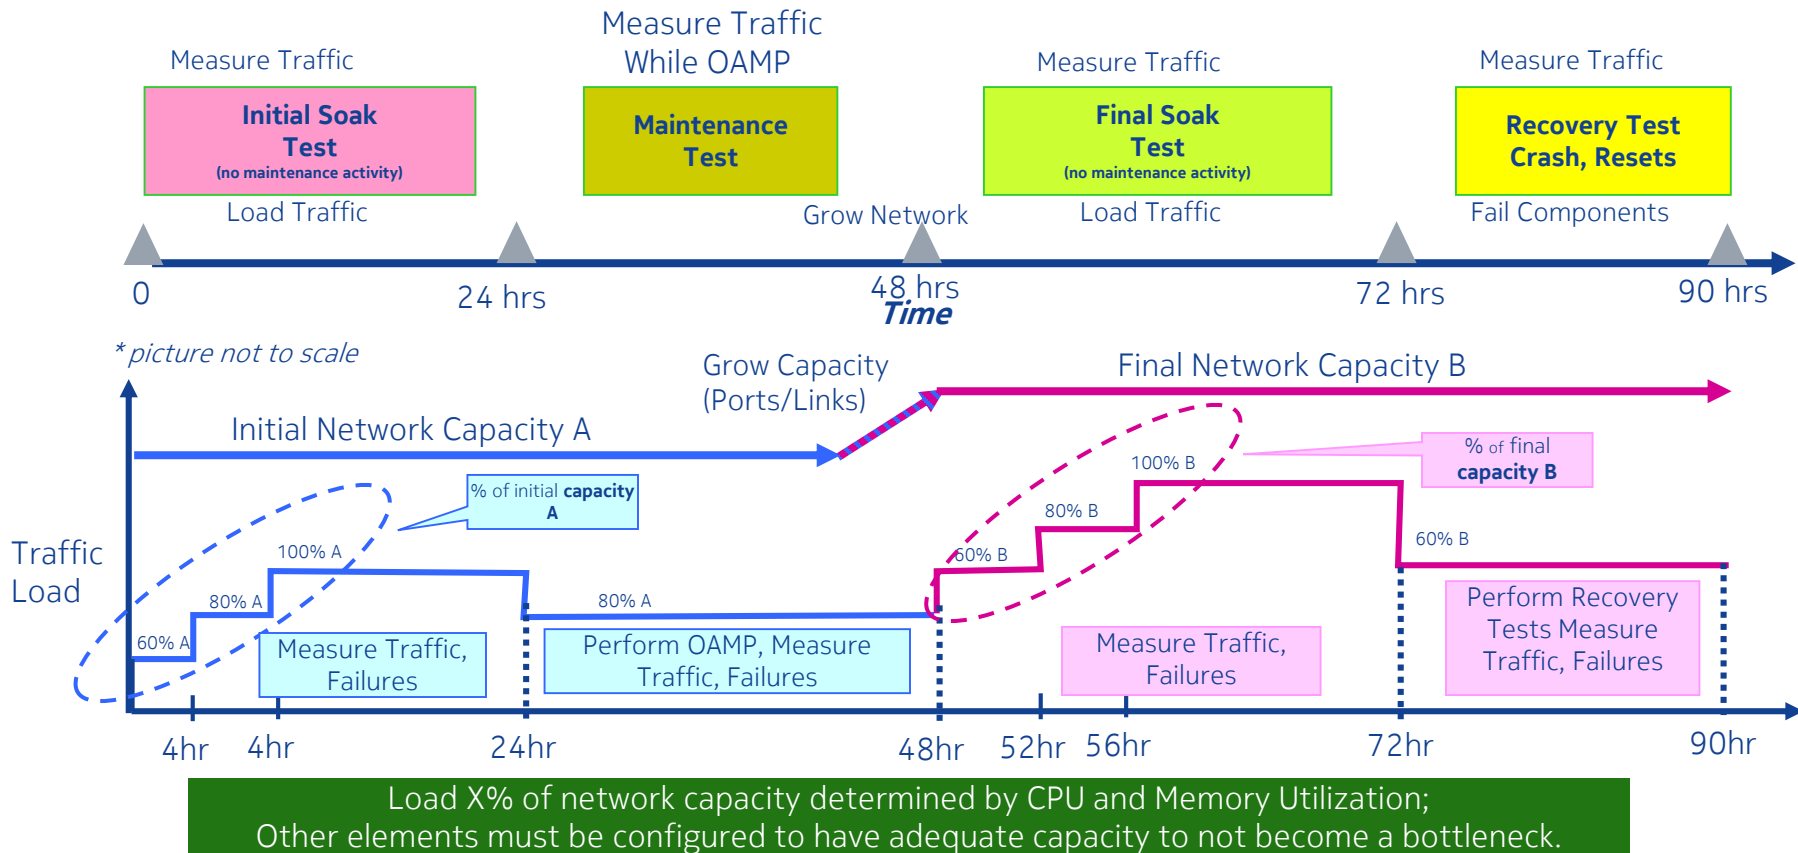 Measure Traffic
Measure Traffic
While OAMP
Measure Traffic
Measure Traffic
Initial Soak
Test
(no maintenance activity)
Maintenance
Test
Final Soak
Test
(no maintenance activity)
Recovery Test
Crash, Resets
Load Traffic
Grow Network
Load Traffic
Fail Components
0
24 hrs
48 hrs
72 hrs
90 hrs
Time
* picture not to scale
Grow Capacity
(Ports/Links)
Final Network Capacity B
Initial Network Capacity A
% of initial capacity
A
% of final
capacity B
Traffic
Load
60% A
80% A
100% A
80% A
60% B
80% B
100% B
60% B
Measure Traffic,
Failures
Perform OAMP, Measure
Traffic, Failures
Measure Traffic,
Failures
Perform Recovery
Tests Measure
Traffic, Failures
4hr
4hr
24hr
48hr
52hr
56hr
72hr
90hr
Load X% of network capacity determined by CPU and Memory Utilization;
Other elements must be configured to have adequate capacity to not become a bottleneck.